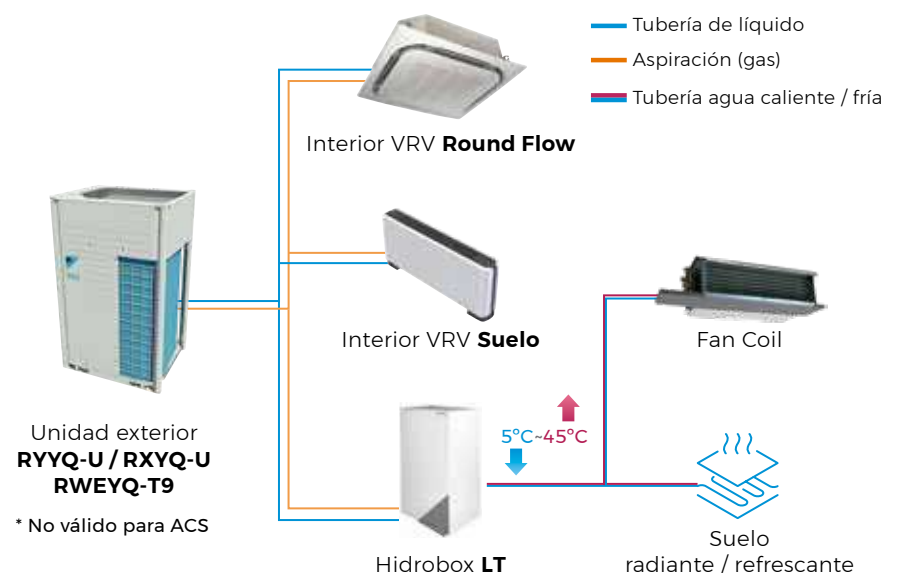 Tubería de líquido
Aspiración (gas)
Tubería agua caliente / fría
Interior VRV Round Flow
Interior VRV Suelo
Fan Coil
Unidad exterior
RYYQ-U / RXYQ-U
RWEYQ-T9
* No válido para ACS
5ºC~45ºC
Hidrobox LT
Suelo
radiante / refrescante